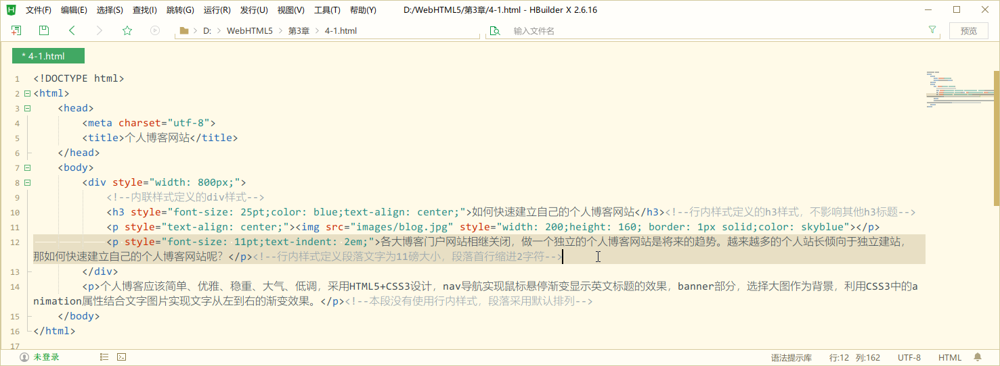 文件(F) 编辑(E) 选择(S) 查找(I) 跳转(G) 运行(R) 发行(U) 视图(V) 工具(T) 帮助(Y) D:/WebHTML5/第3章/4-1.html - HBuilder X 2.6.16
D: WebHTML5 第3章 4-1.html 输入文件名 预览
* 4-1.html
1 <!DOCTYPE html>
2 <html>
3 <head>
4 <meta charset="utf-8">
5 <title>个人博客网站</title>
6 </head>
7 <body>
8 <div style="width: 800px;">
9 <!--内联样式定义的div样式-->
10 <h3 style="font-size: 25pt;color: blue;text-align: center;">如何快速建立自己的个人博客网站</h3><!--行内样式定义的h3样式，不影响其他h3标题-->
11 <p style="text-align: center;"><img src="images/blog.jpg" style="width: 200;height: 160; border: 1px solid;color: skyblue"></p>
12 <p style="font-size: 11pt;text-indent: 2em;">各大博客门户网站相继关闭，做一个独立的个人博客网站是将来的趋势。越来越多的个人站长倾向于独立建站，
那如何快速建立自己的个人博客网站呢？</p><!--行内样式定义段落文字为11磅大小，段落首行缩进2字符-->
13 </div>
14 <p>个人博客应该简单、优雅、稳重、大气、低调，采用HTML5+CSS3设计，nav导航实现鼠标悬停渐变显示英文标题的效果，banner部分，选择大图作为背景，利用CSS3中的a
nimation属性结合文字图片实现文字从左到右的渐变效果。</p><!--本段没有使用行内样式，段落采用默认排列-->
15 </body>
16 </html>
17
未登录 语法提示库 行:12 列:162 UTF-8 HTML